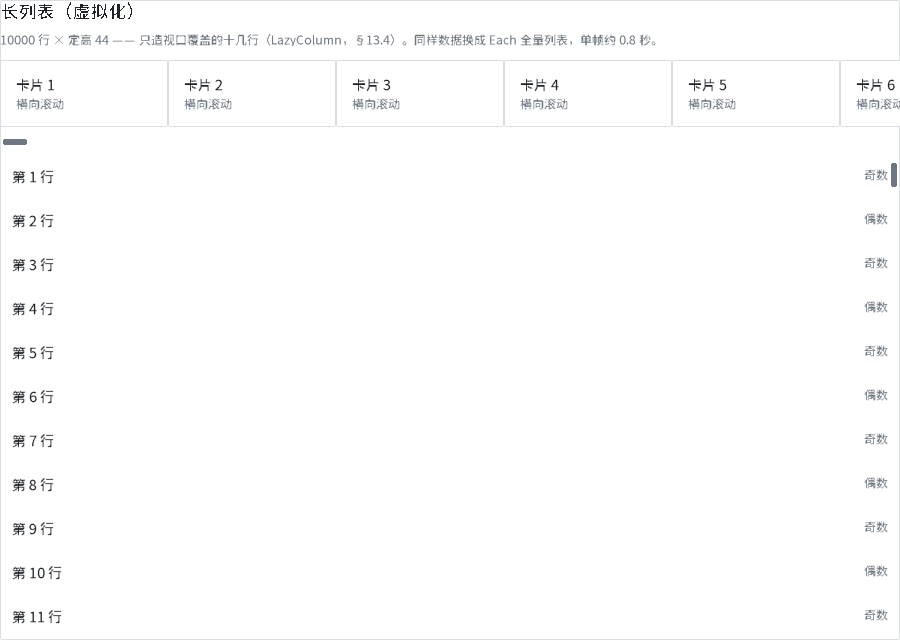 长列表（虚拟化）
10000 行 × 定高 44 —— 只造视口覆盖的十几行（LazyColumn，§13.4）。同样数据换成 Each 全量列表，单帧约 0.8 秒。
卡片 1 卡片 2 卡片 3 卡片 4 卡片 5 卡片 6
横向滚动 横向滚动 横向滚动 横向滚动 横向滚动 横向滚动
第 1 行 奇数
第 2 行 偶数
第 3 行 奇数
第 4 行 偶数
第 5 行 奇数
第 6 行 偶数
第 7 行 奇数
第 8 行 偶数
第 9 行 奇数
第 10 行 偶数
第 11 行 奇数